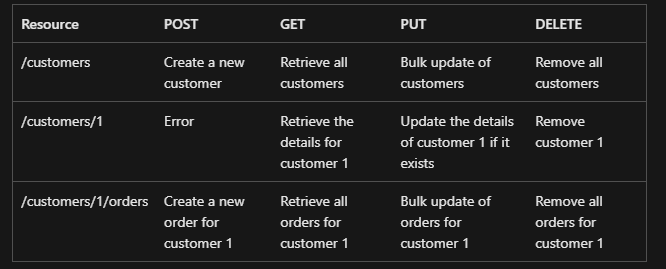 Resource POST GET PUT DELETE
/customers Create a new customer Retrieve all customers Bulk update of customers Remove all customers
/customers/1 Error Retrieve the details for customer 1 Update the details of customer 1 if it exists Remove customer 1
/customers/1/orders Create a new order for customer 1 Retrieve all orders for customer 1 Bulk update of orders for customer 1 Remove all orders for customer 1